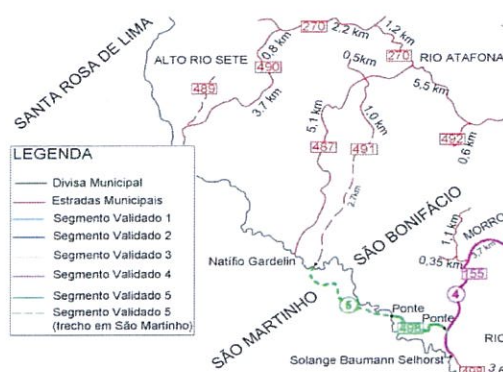 SANTA ROSA DE LIMA
270
2,2 km
1,2 km
0,8 km
ALTO RIO SETE
490
270
RIO ATAFONA
0,5km
489
3,7 km
5,5 km
5,1 km
1,0 km
487
491
492
0,6 km
2,7km
LEGENDA
Divisa Municipal
Estradas Municipais
Segmento Validado 1
Segmento Validado 2
Segmento Validado 3
Segmento Validado 4
Segmento Validado 5
Segmento Validado 5
(trecho em São Martinho)
SÃO BONIFÁCIO
1,1 km
MORRO
3,7 km
0,35 km
155
Natifio Gardelin
4
SÃO MARTINHO
5
Ponte
Ponte
RIO
Solange Baumann Selhorst